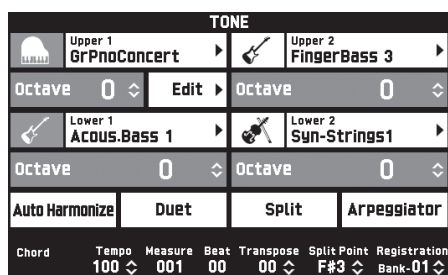 TONE
Upper 1 Upper 2
GrPnoConcert FingerBass 3
Octave 0 Edit Octave 0
Lower 1 Lower 2
Acous.Bass 1 Syn-Strings1
Octave 0 Octave 0
Auto Harmonize Duet Split Arpeggiator
Chord Tempo Measure Beat Transpose Split Point Registration
100 001 00 00 F#3 Bank-01